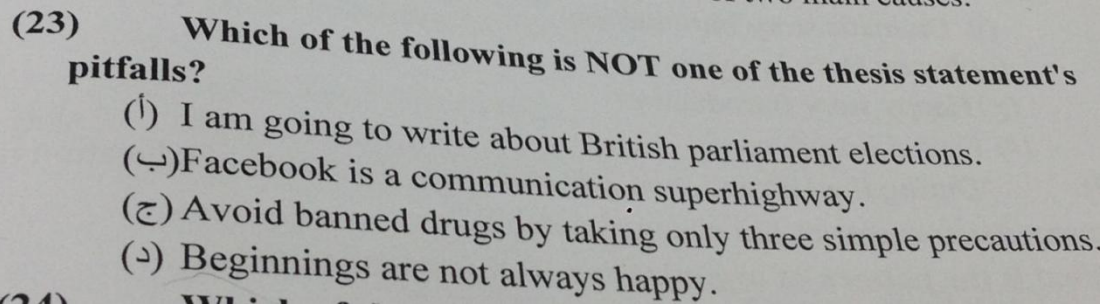 (23) Which of the following is NOT one of the thesis statement's
pitfalls?
(أ) I am going to write about British parliament elections.
(ب)Facebook is a communication superhighway.
(ج) Avoid banned drugs by taking only three simple precautions.
(د) Beginnings are not always happy.